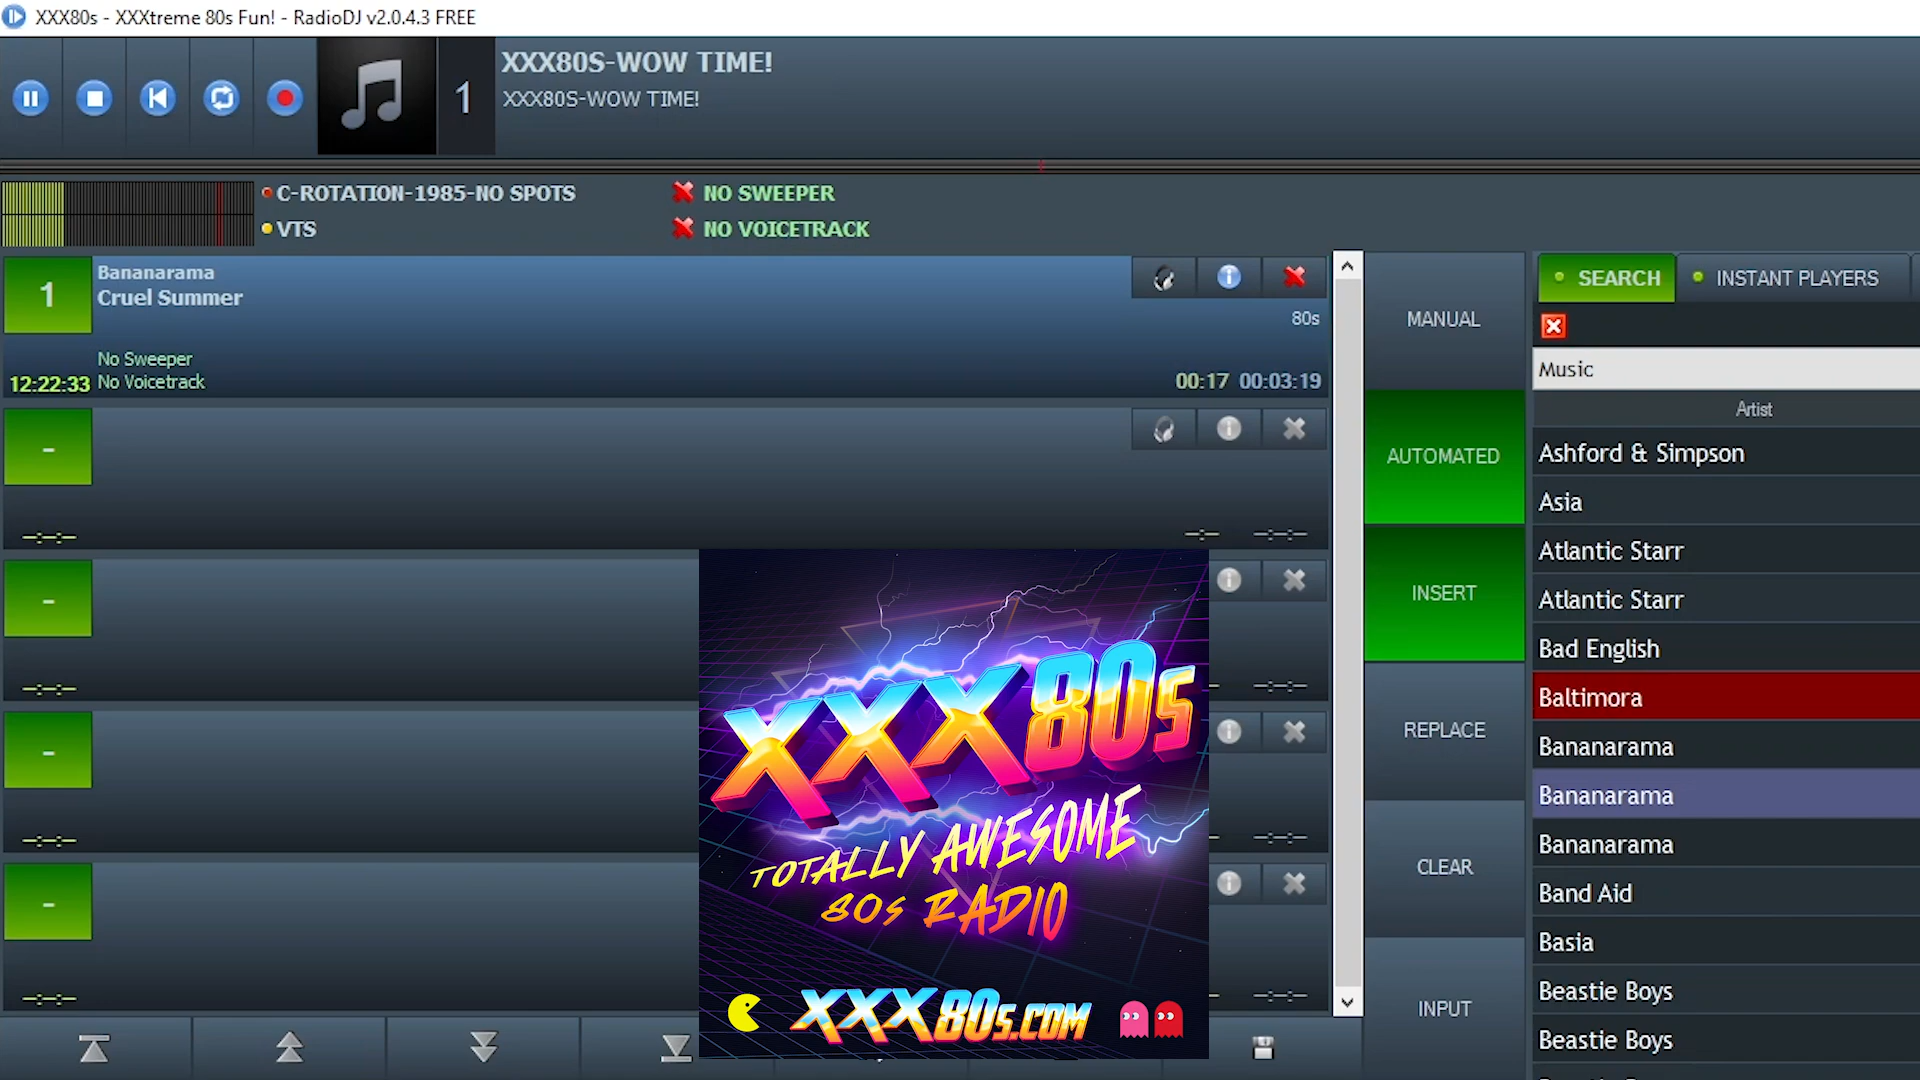 XXX80s - XXXtreme 80s Fun! - RadioDJ v2.0.4.3 FREE
1
XXX80S-WOW TIME!
XXX80S-WOW TIME!
C-ROTATION-1985-NO SPOTS
NO SWEEPER
VTS
NO VOICETRACK
1
Bananarama
Cruel Summer
80s
No Sweeper
No Voicetrack
12:22:33
00:17 00:03:19
-
--:--:--
--:--
--:--:--
-
--:--:--
--:--:--
-
--:--:--
--:--:--
-
--:--:--
--:--:--
XXX80s
TOTALLY AWESOME
80s RADIO
XXX80s.COM
MANUAL
AUTOMATED
INSERT
REPLACE
CLEAR
INPUT
SEARCH
INSTANT PLAYERS
Music
Artist
Ashford & Simpson
Asia
Atlantic Starr
Atlantic Starr
Bad English
Baltimora
Bananarama
Bananarama
Bananarama
Band Aid
Basia
Beastie Boys
Beastie Boys